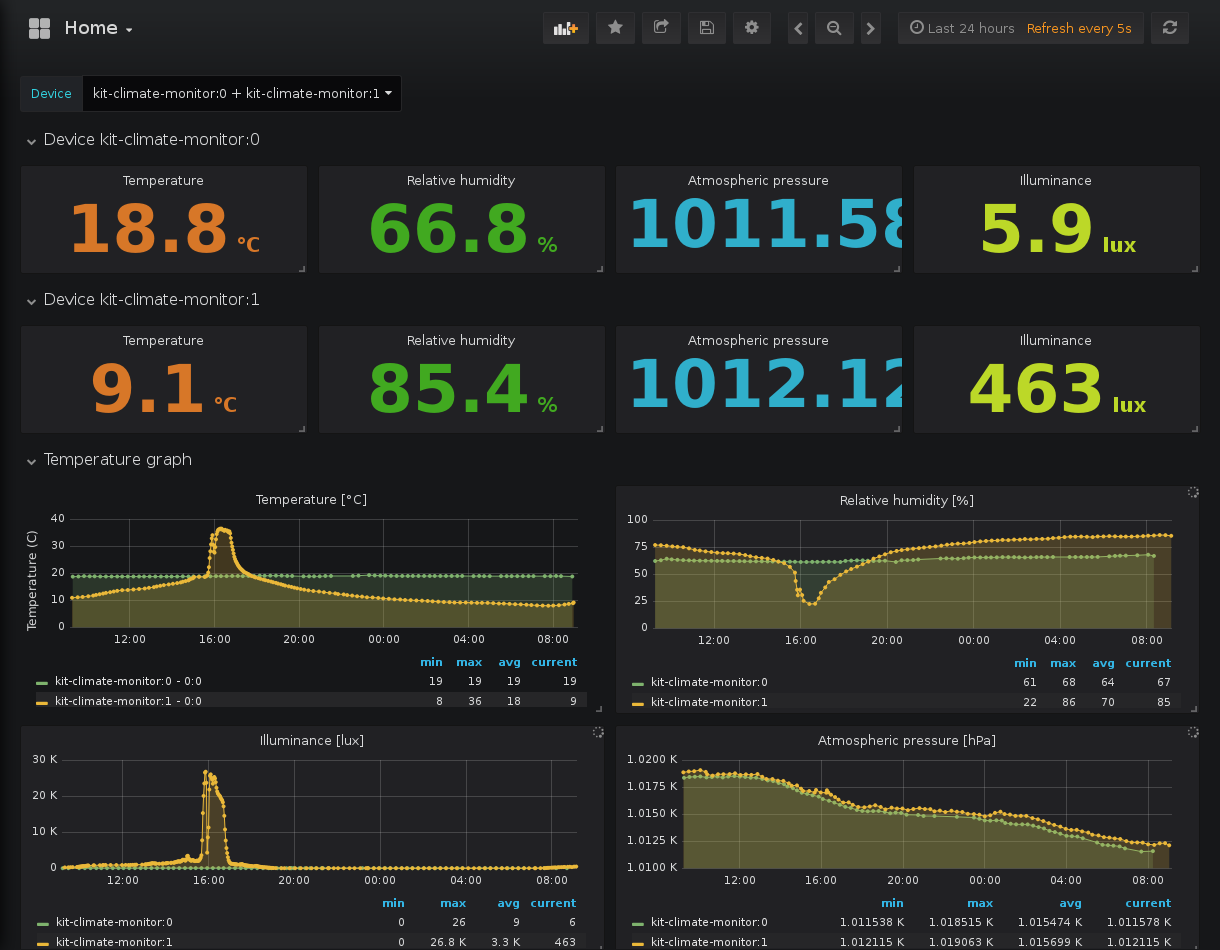 Home
Last 24 hours Refresh every 5s
Device kit-climate-monitor:0 + kit-climate-monitor:1
Device kit-climate-monitor:0
Temperature Relative humidity Atmospheric pressure Illuminance
18.8 °C 66.8 % 1011.58 5.9 lux
Device kit-climate-monitor:1
Temperature Relative humidity Atmospheric pressure Illuminance
9.1 °C 85.4 % 1012.12 463 lux
Temperature graph
Temperature [°C]
Temperature (C)
40
30
20
10
0
12:00 16:00 20:00 00:00 04:00 08:00
min max avg current
kit-climate-monitor:0 - 0:0 19 19 19 19
kit-climate-monitor:1 - 0:0 8 36 18 9
Relative humidity [%]
100
75
50
25
0
12:00 16:00 20:00 00:00 04:00 08:00
min max avg current
kit-climate-monitor:0 61 68 64 67
kit-climate-monitor:1 22 86 70 85
Illuminance [lux]
30 K
20 K
10 K
0
12:00 16:00 20:00 00:00 04:00 08:00
min max avg current
kit-climate-monitor:0 0 26 9 6
kit-climate-monitor:1 0 26.8 K 3.3 K 463
Atmospheric pressure [hPa]
1.0200 K
1.0175 K
1.0150 K
1.0125 K
1.0100 K
12:00 16:00 20:00 00:00 04:00 08:00
min max avg current
kit-climate-monitor:0 1.011538 K 1.018515 K 1.015474 K 1.011578 K
kit-climate-monitor:1 1.012115 K 1.019063 K 1.015699 K 1.012115 K